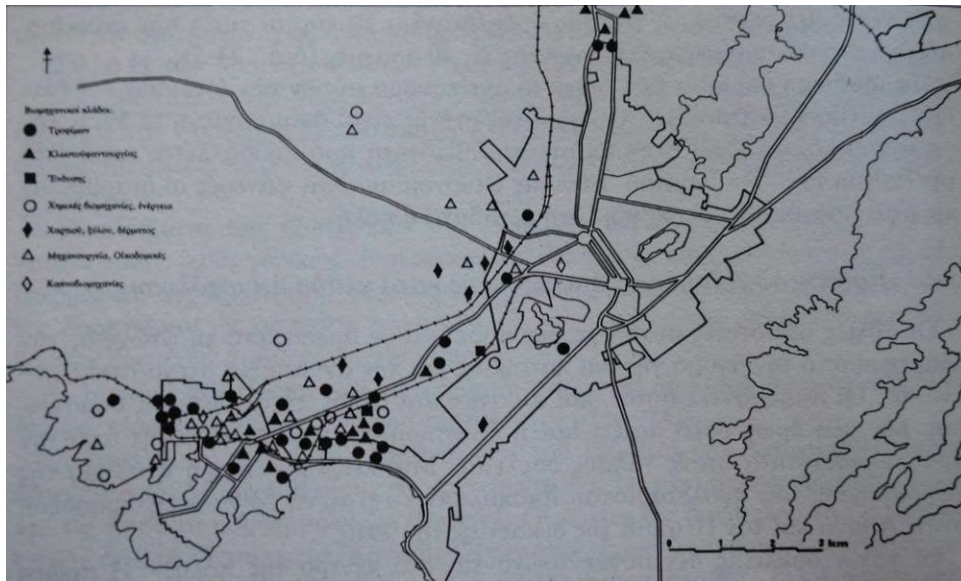 Βιομηχανικοί κλάδοι:
Τροφίμων
Κλωστοϋφαντουργίας
Ένδυσης
Χημικές βιομηχανίες, ενέργεια
Χαρτιού, ξύλου, δέρματος
Μηχανουργεία, Οικοδομικές
Καπνοβιομηχανίες
0 1 2 3 km